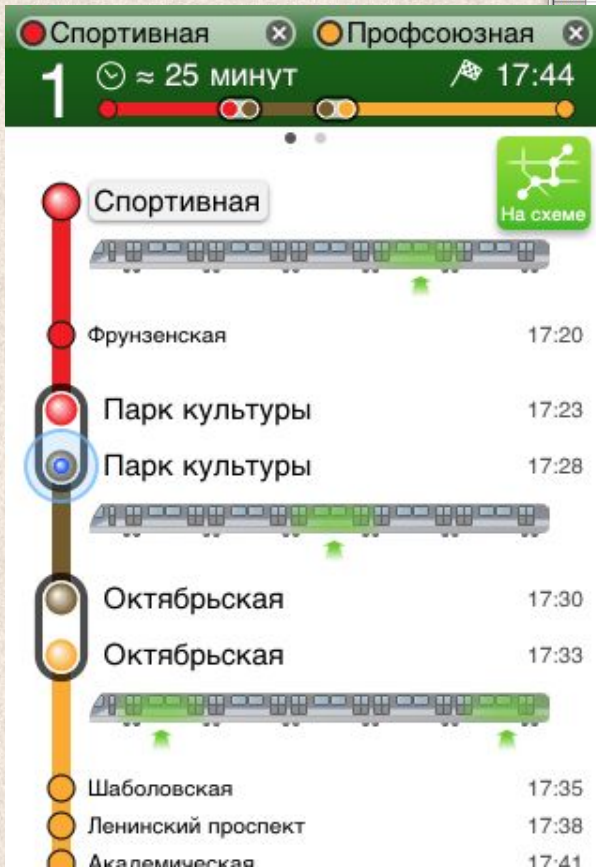 Спортивная Профсоюзная
1 ≈ 25 минут 17:44
На схеме
Спортивная
Фрунзенская 17:20
Парк культуры 17:23
Парк культуры 17:28
Октябрьская 17:30
Октябрьская 17:33
Шаболовская 17:35
Ленинский проспект 17:38
Академическая 17:41